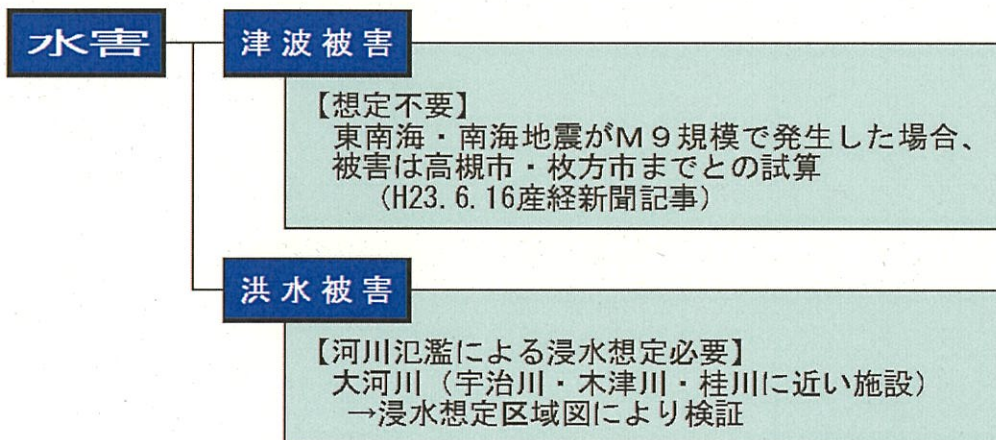 水害
津波被害
【想定不要】
東南海・南海地震がM9規模で発生した場合、
被害は高槻市・枚方市までとの試算
（H23.6.16産経新聞記事）
洪水被害
【河川氾濫による浸水想定必要】
大河川（宇治川・木津川・桂川に近い施設）
→浸水想定区域図により検証